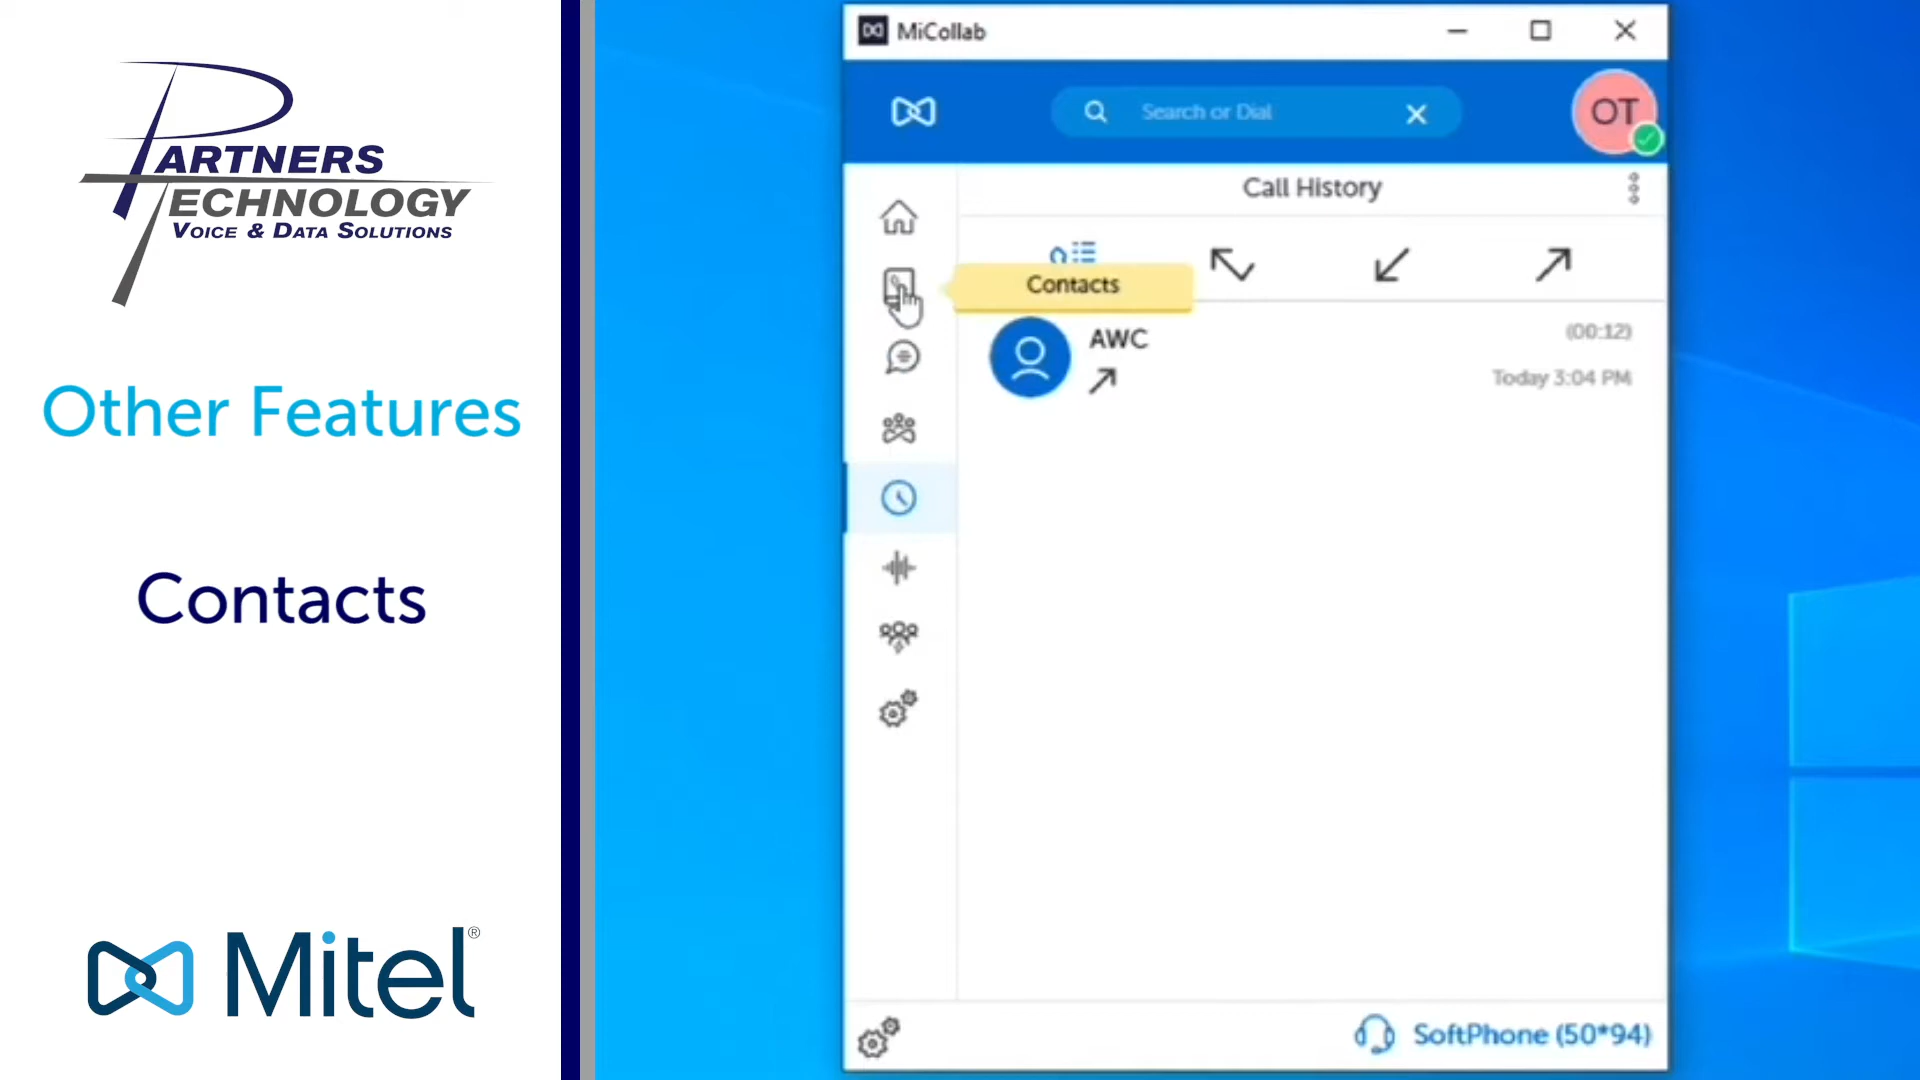 PARTNERS
TECHNOLOGY
VOICE & DATA SOLUTIONS
Other Features
Contacts
Mitel®
MiCollab
Search or Dial
OT
Call History
Contacts
AWC
(00:12)
Today 3:04 PM
SoftPhone (50*94)